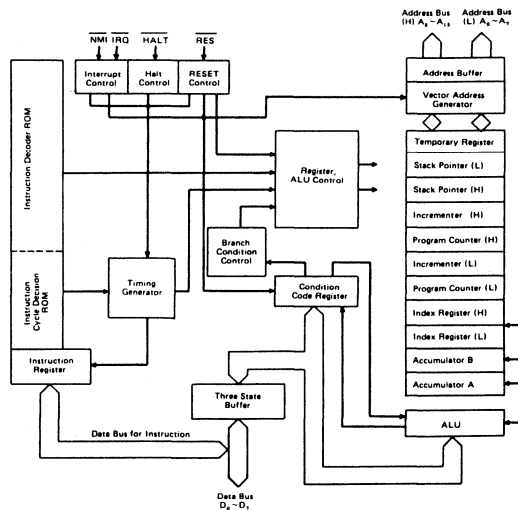 Address Bus
(H) A₈~A₁₅
Address Bus
(L) A₀~A₇
NMI IRQ HALT RES
Interrupt
Control
Halt
Control
RESET
Control
Address Buffer
Vector Address
Generator
Instruction Decoder ROM
Register,
ALU Control
Temporary Register
Stack Pointer (L)
Stack Pointer (H)
Incrementer (H)
Program Counter (H)
Incrementer (L)
Program Counter (L)
Index Register (H)
Index Register (L)
Accumulator B
Accumulator A
Branch
Condition
Control
Instruction
Cycle Decision
ROM
Timing
Generator
Condition
Code Register
Instruction
Register
Three State
Buffer
ALU
Data Bus for Instruction
Data Bus
D₀~D₇